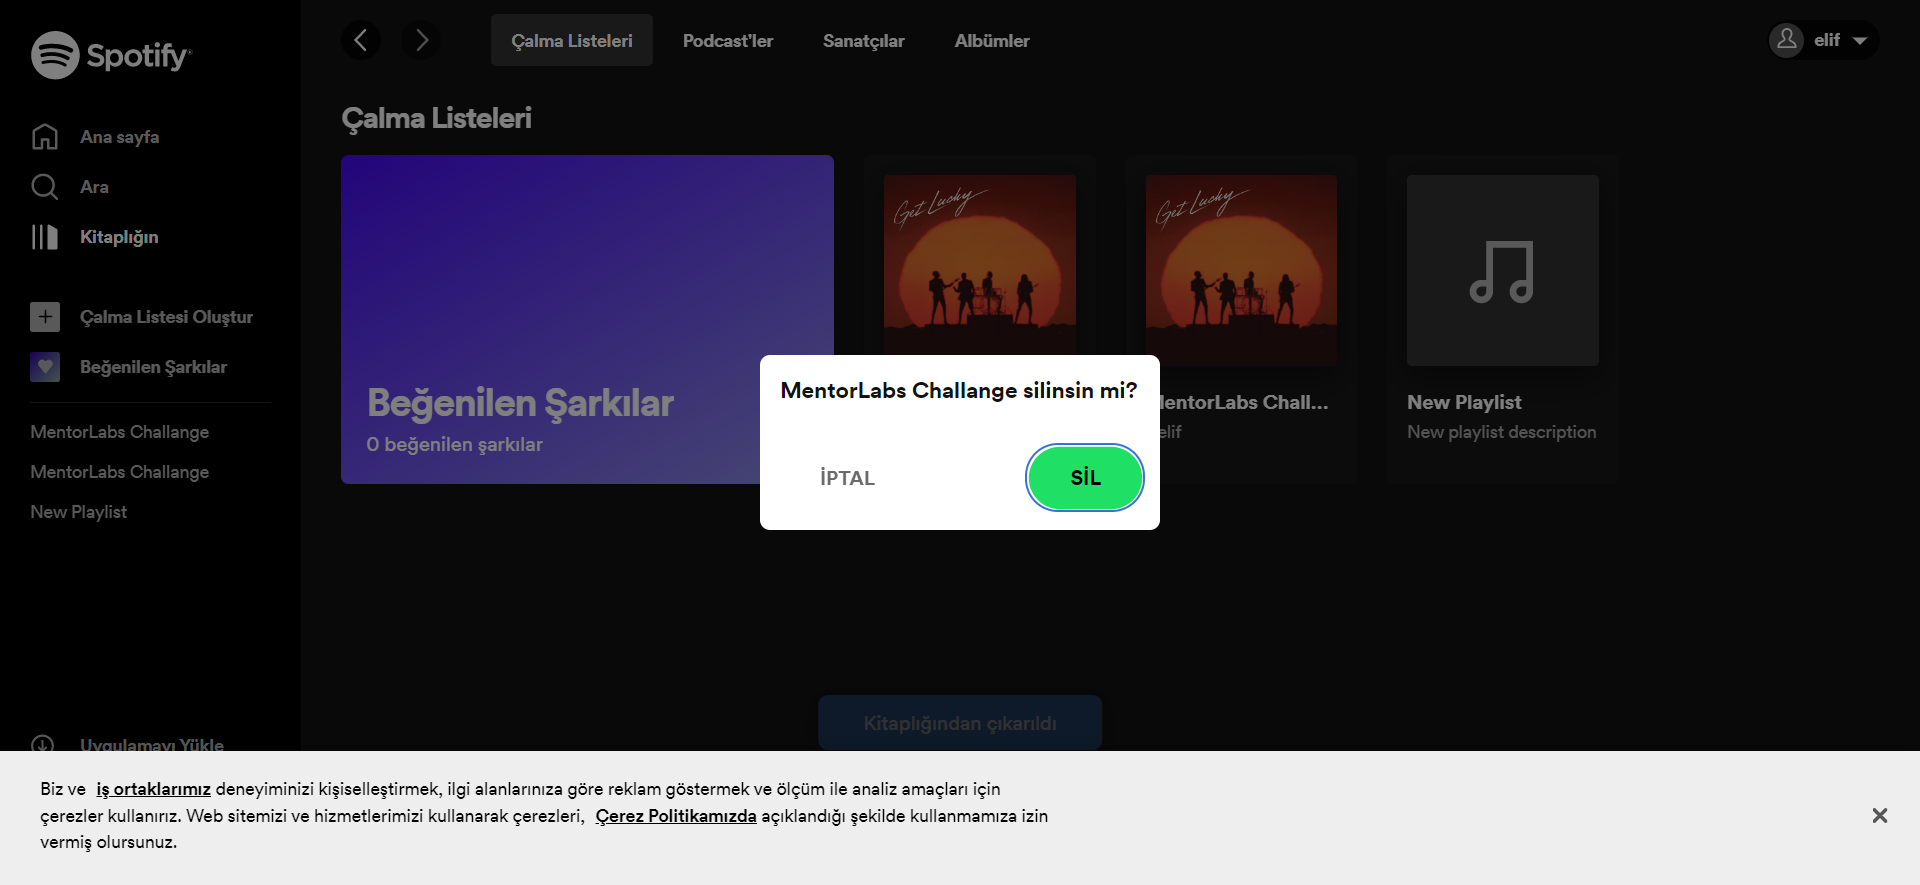 Spotify
Ana sayfa
Ara
Kitaplığın
Çalma Listesi Oluştur
Beğenilen Şarkılar
MentorLabs Challange
MentorLabs Challange
New Playlist
Uygulamayı Yükle
Çalma Listeleri
Podcast'ler
Sanatçılar
Albümler
elif
Çalma Listeleri
Beğenilen Şarkılar
0 beğenilen şarkılar
Get Lucky
Get Lucky
MentorLabs Chall...
elif
New Playlist
New playlist description
MentorLabs Challange silinsin mi?
İPTAL
SİL
Kitaplığından çıkarıldı
Biz ve iş ortaklarımız deneyiminizi kişiselleştirmek, ilgi alanlarınıza göre reklam göstermek ve ölçüm ile analiz amaçları için
çerezler kullanırız. Web sitemizi ve hizmetlerimizi kullanarak çerezleri, Çerez Politikamızda açıklandığı şekilde kullanmamıza izin
vermiş olursunuz.